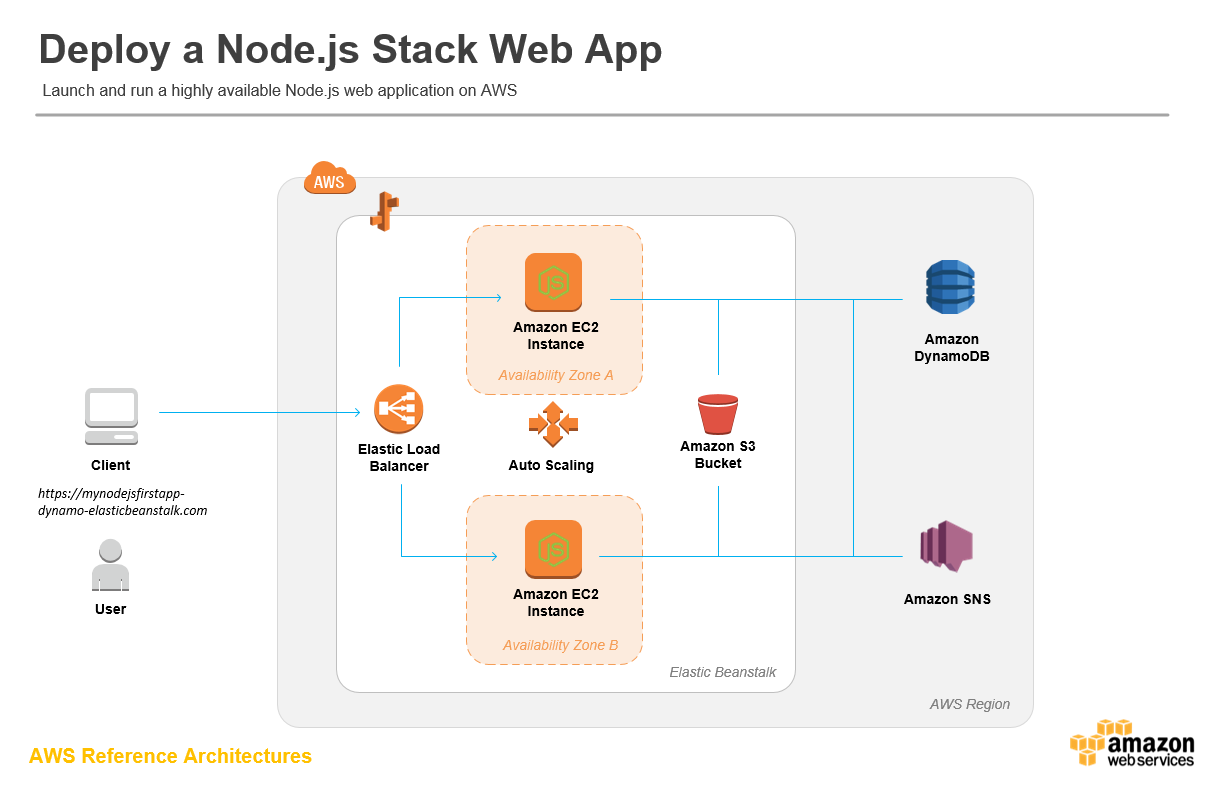 Deploy a Node.js Stack Web App
Launch and run a highly available Node.js web application on AWS
AWS
JS
Amazon EC2
Instance
Availability Zone A
Amazon
DynamoDB
Client
https://mynodejsfirstapp-
dynamo-elasticbeanstalk.com
User
Elastic Load
Balancer
Auto Scaling
Amazon S3
Bucket
JS
Amazon EC2
Instance
Availability Zone B
Amazon SNS
Elastic Beanstalk
AWS Region
AWS Reference Architectures
amazon
web services